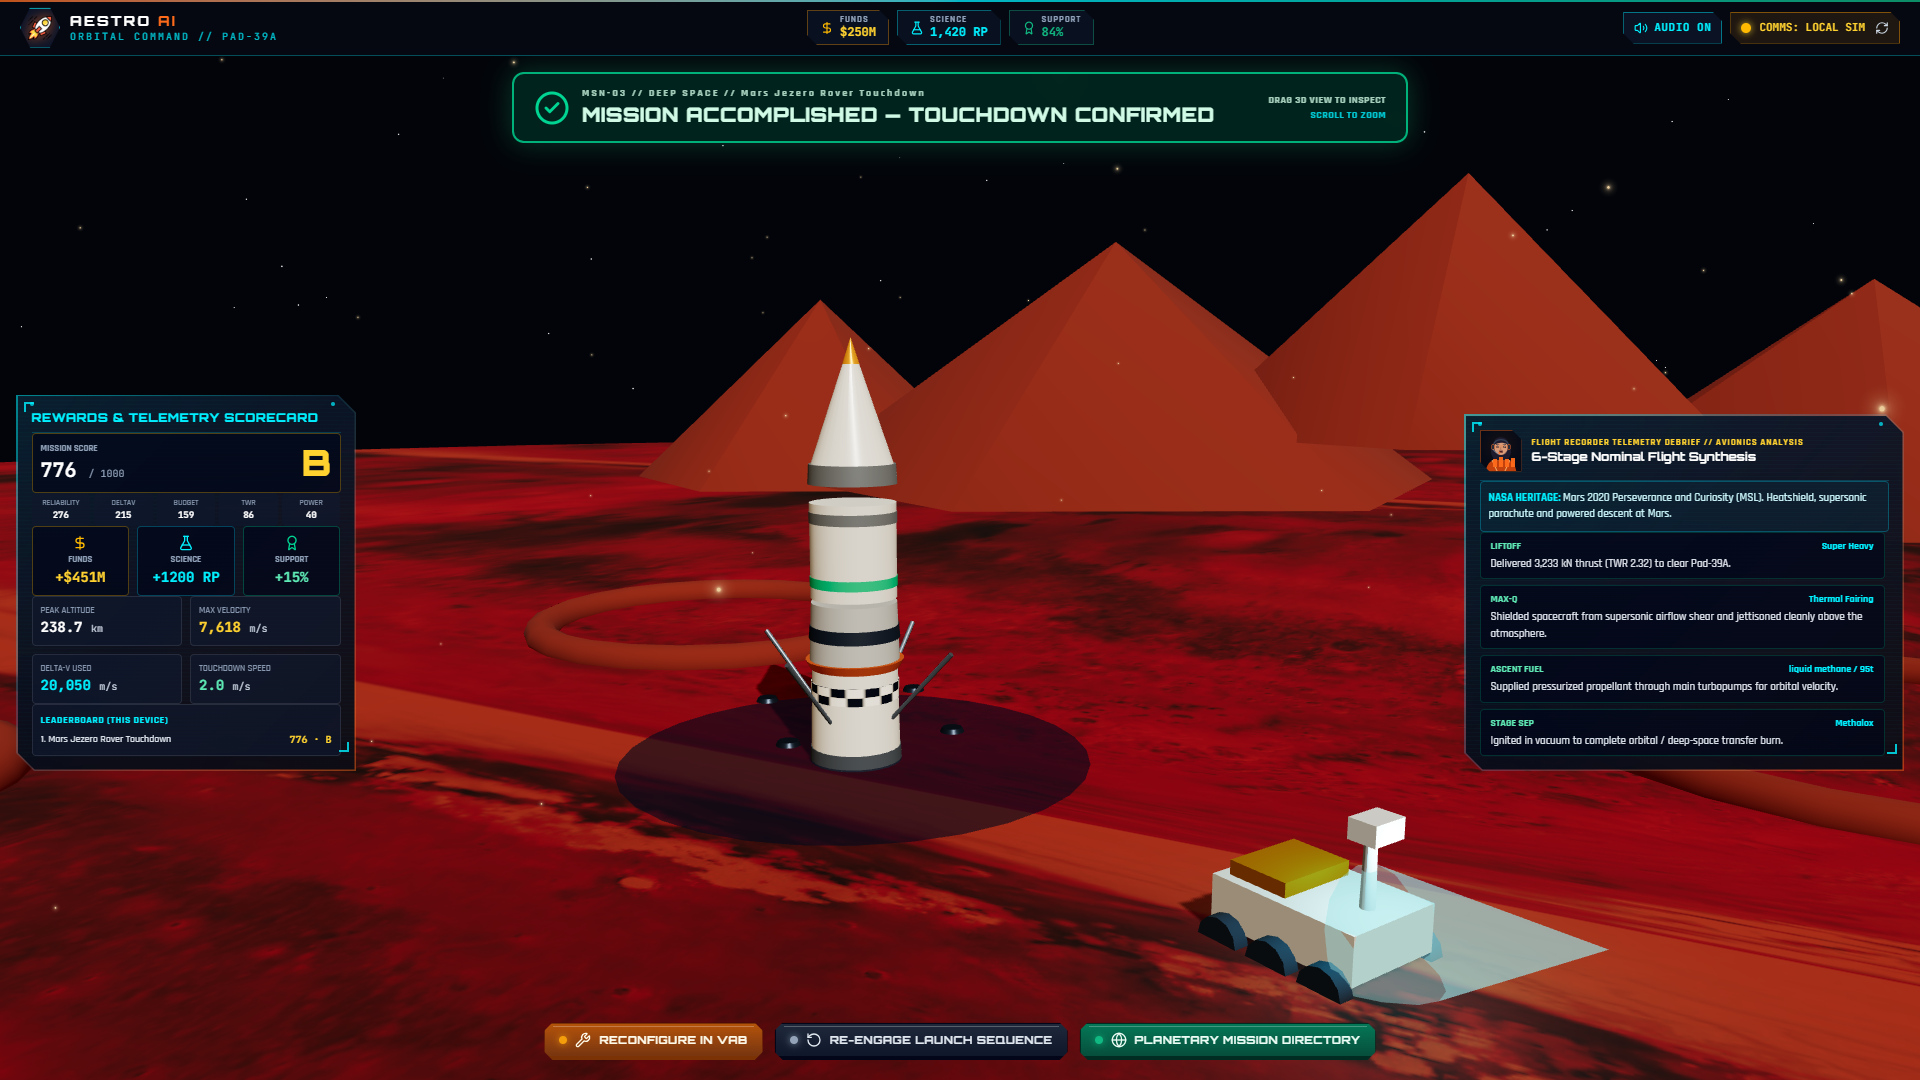 AESTRO AI
ORBITAL COMMAND // PAD-39A
FUNDS
$250M
SCIENCE
1,420 RP
SUPPORT
84%
AUDIO ON
COMMS: LOCAL SIM
MSN-03 // DEEP SPACE // Mars Jezero Rover Touchdown
MISSION ACCOMPLISHED — TOUCHDOWN CONFIRMED
DRAG 3D VIEW TO INSPECT
SCROLL TO ZOOM
REWARDS & TELEMETRY SCORECARD
MISSION SCORE
776 / 1000
B
RELIABILITY
276
DELTAV
215
BUDGET
159
TWR
86
POWER
40
FUNDS
+$451M
SCIENCE
+1200 RP
SUPPORT
+15%
PEAK ALTITUDE
238.7 km
MAX VELOCITY
7,618 m/s
DELTA-V USED
20,050 m/s
TOUCHDOWN SPEED
2.0 m/s
LEADERBOARD (THIS DEVICE)
1. Mars Jezero Rover Touchdown 776 · B
FLIGHT RECORDER TELEMETRY DEBRIEF // AVIONICS ANALYSIS
6-Stage Nominal Flight Synthesis
NASA HERITAGE: Mars 2020 Perseverance and Curiosity (MSL). Heatshield, supersonic
parachute and powered descent at Mars.
LIFTOFF Super Heavy
Delivered 3,233 kN thrust (TWR 2.32) to clear Pad-39A.
MAX-Q Thermal Fairing
Shielded spacecraft from supersonic airflow shear and jettisoned cleanly above the
atmosphere.
ASCENT FUEL liquid methane / 95t
Supplied pressurized propellant through main turbopumps for orbital velocity.
STAGE SEP Methalox
Ignited in vacuum to complete orbital / deep-space transfer burn.
RECONFIGURE IN VAB
RE-ENGAGE LAUNCH SEQUENCE
PLANETARY MISSION DIRECTORY